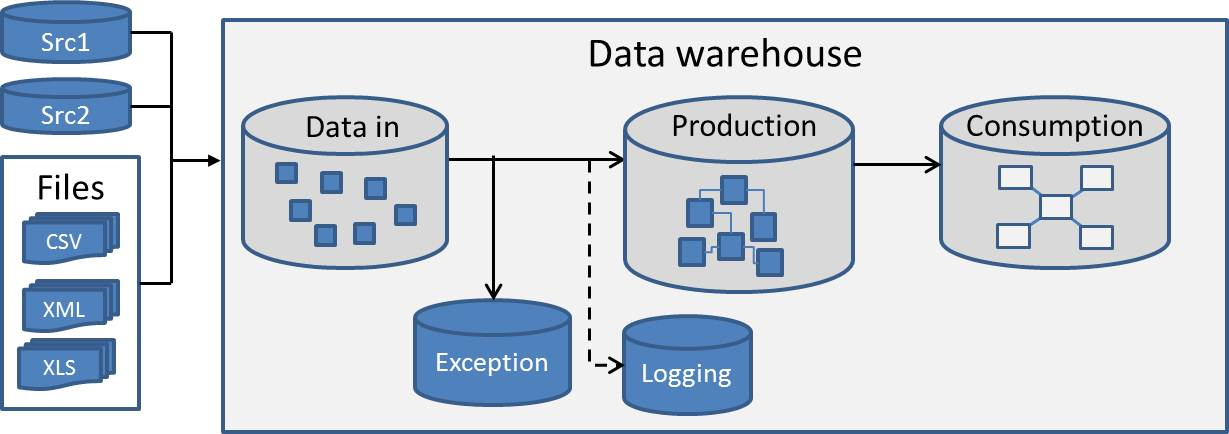 Src1
Src2
Files
CSV
XML
XLS
Data warehouse
Data in
Production
Consumption
Exception
Logging